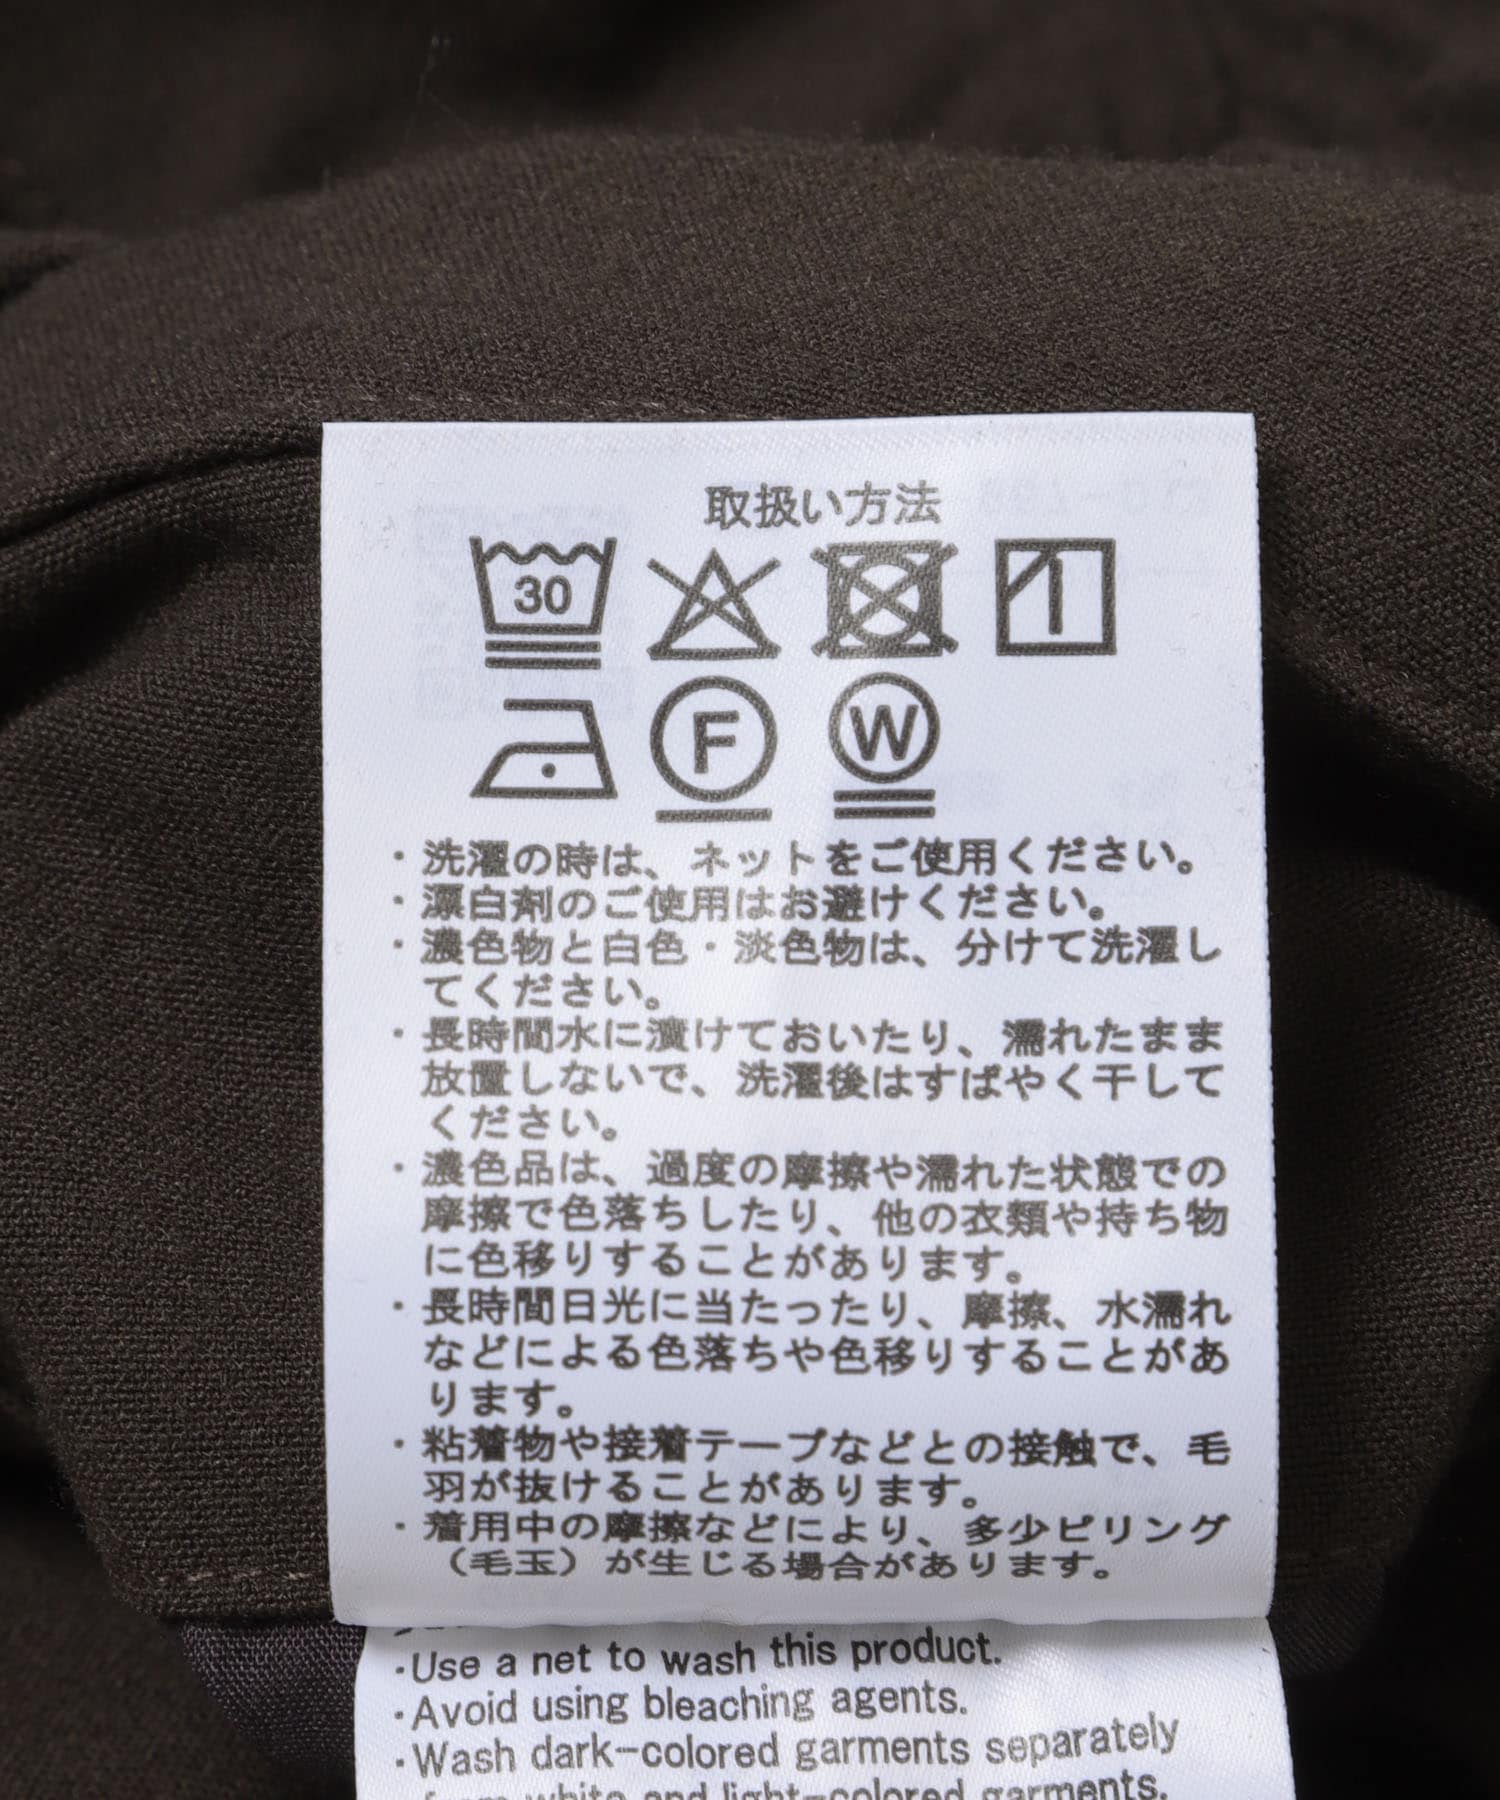 取扱い方法
30
F
W
・洗濯の時は、ネットをご使用ください。
・漂白剤のご使用はお避けください。
・濃色物と白色・淡色物は、分けて洗濯し
てください。
・長時間水に漬けておいたり、濡れたまま
放置しないで、洗濯後はすばやく干して
ください。
・濃色品は、過度の摩擦や濡れた状態での
摩擦で色落ちしたり、他の衣類や持ち物
に色移りすることがあります。
・長時間日光に当たったり、摩擦、水濡れ
などによる色落ちや色移りすることがあ
ります。
・粘着物や接着テープなどとの接触で、毛
羽が抜けることがあります。
・着用中の摩擦などにより、多少ピリング
（毛玉）が生じる場合があります。
・Use a net to wash this product.
・Avoid using bleaching agents.
・Wash dark-colored garments separately
from white and light-colored garments.